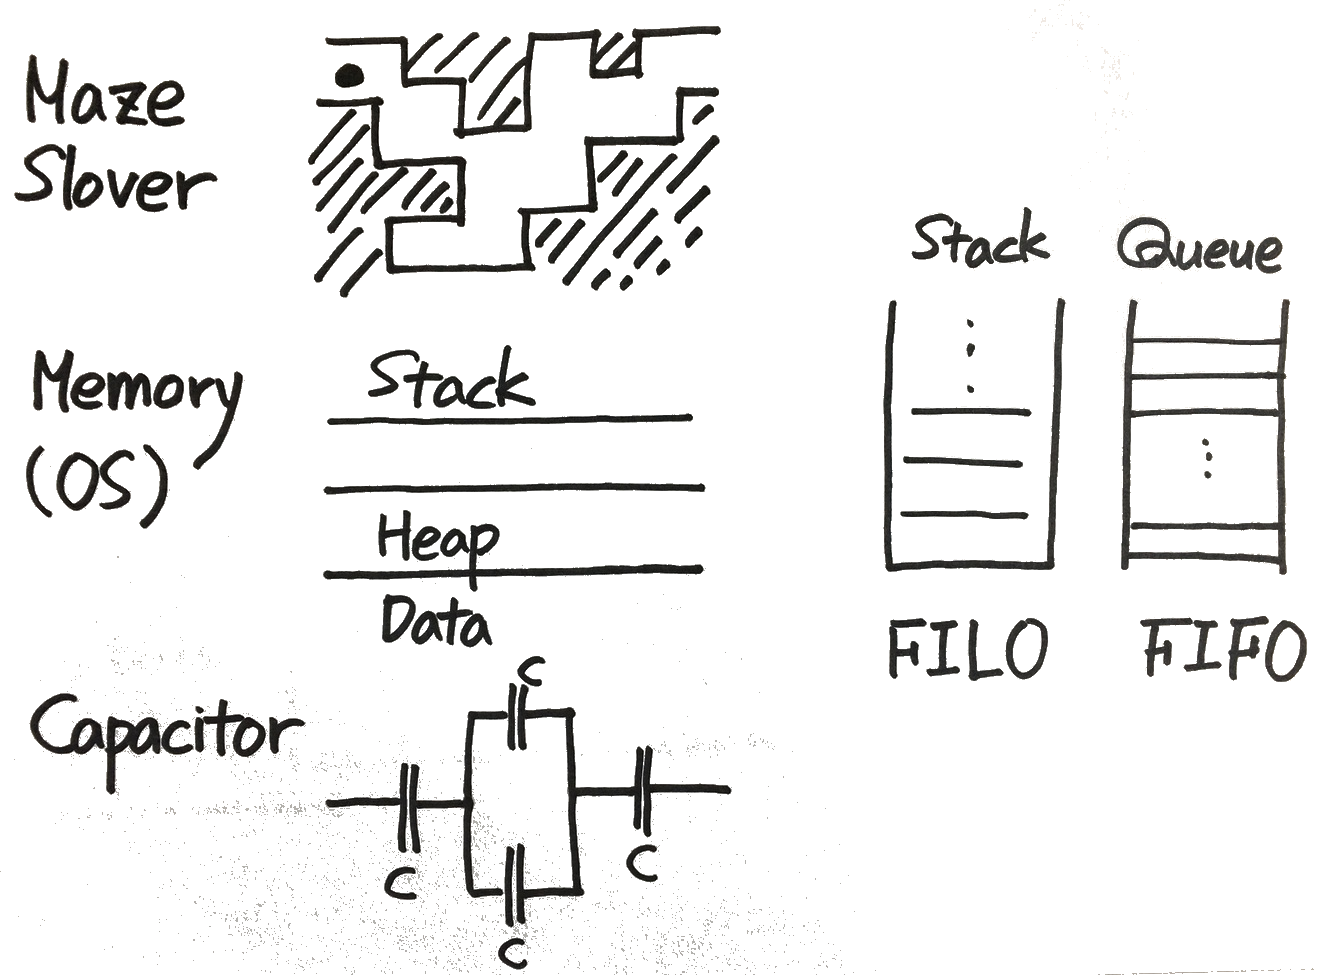 Maze
Slover
Memory
(OS)
Stack
Heap
Data
Capacitor
C
C
C
C
Stack
Queue
FILO
FIFO